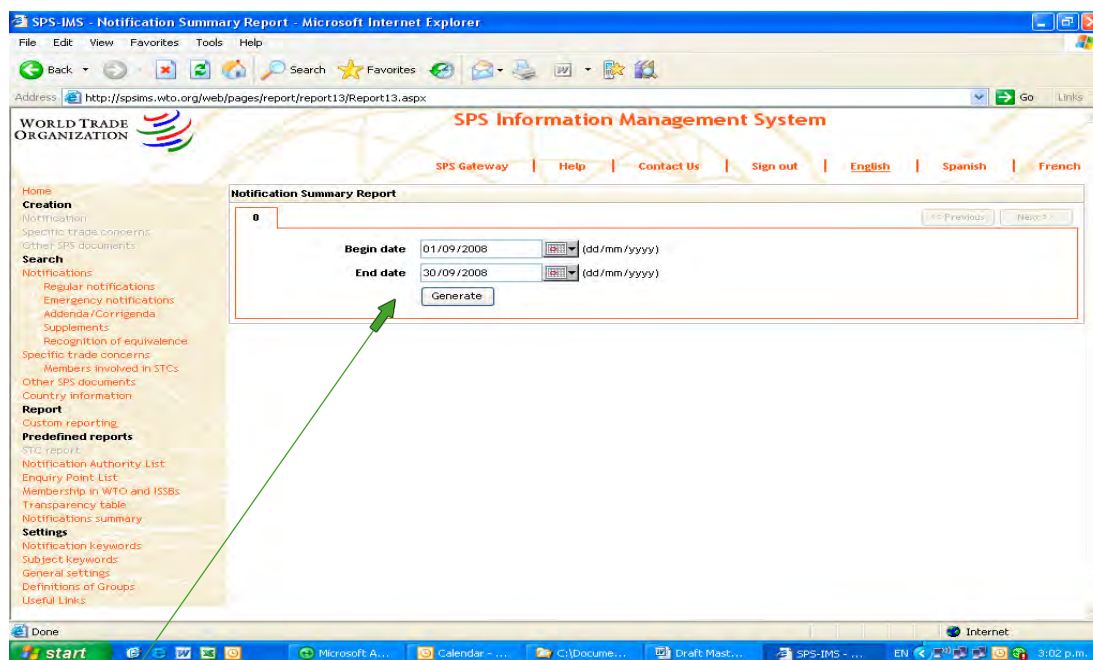 SPS-IMS - Notification Summary Report - Microsoft Internet Explorer
File Edit View Favorites Tools Help
Back Search Favorites
Address http://spsims.wto.org/web/pages/report/report13/Report13.aspx Go Links
WORLD TRADE
ORGANIZATION
SPS Information Management System
SPS Gateway | Help | Contact Us | Sign out | English | Spanish | French
Home
Creation
Notification
Specific trade concerns
Other SPS documents
Search
Notifications
Regular notifications
Emergency notifications
Addenda/Corrigenda
Supplements
Recognition of equivalence
Specific trade concerns
Members involved in STCs
Other SPS documents
Country information
Report
Custom reporting
Predefined reports
STC report
Notification Authority List
Enquiry Point List
Membership in WTO and ISSBs
Transparency table
Notifications summary
Settings
Notification keywords
Subject keywords
General settings
Definitions of Groups
Useful Links
Notification Summary Report
0
<< Previous Next >>
Begin date 01/09/2008 (dd/mm/yyyy)
End date 30/09/2008 (dd/mm/yyyy)
Generate
Done Internet
start Microsoft A... Calendar - ... C:\Docume... Draft Mast... SPS-IMS - ... EN 3:02 p.m.